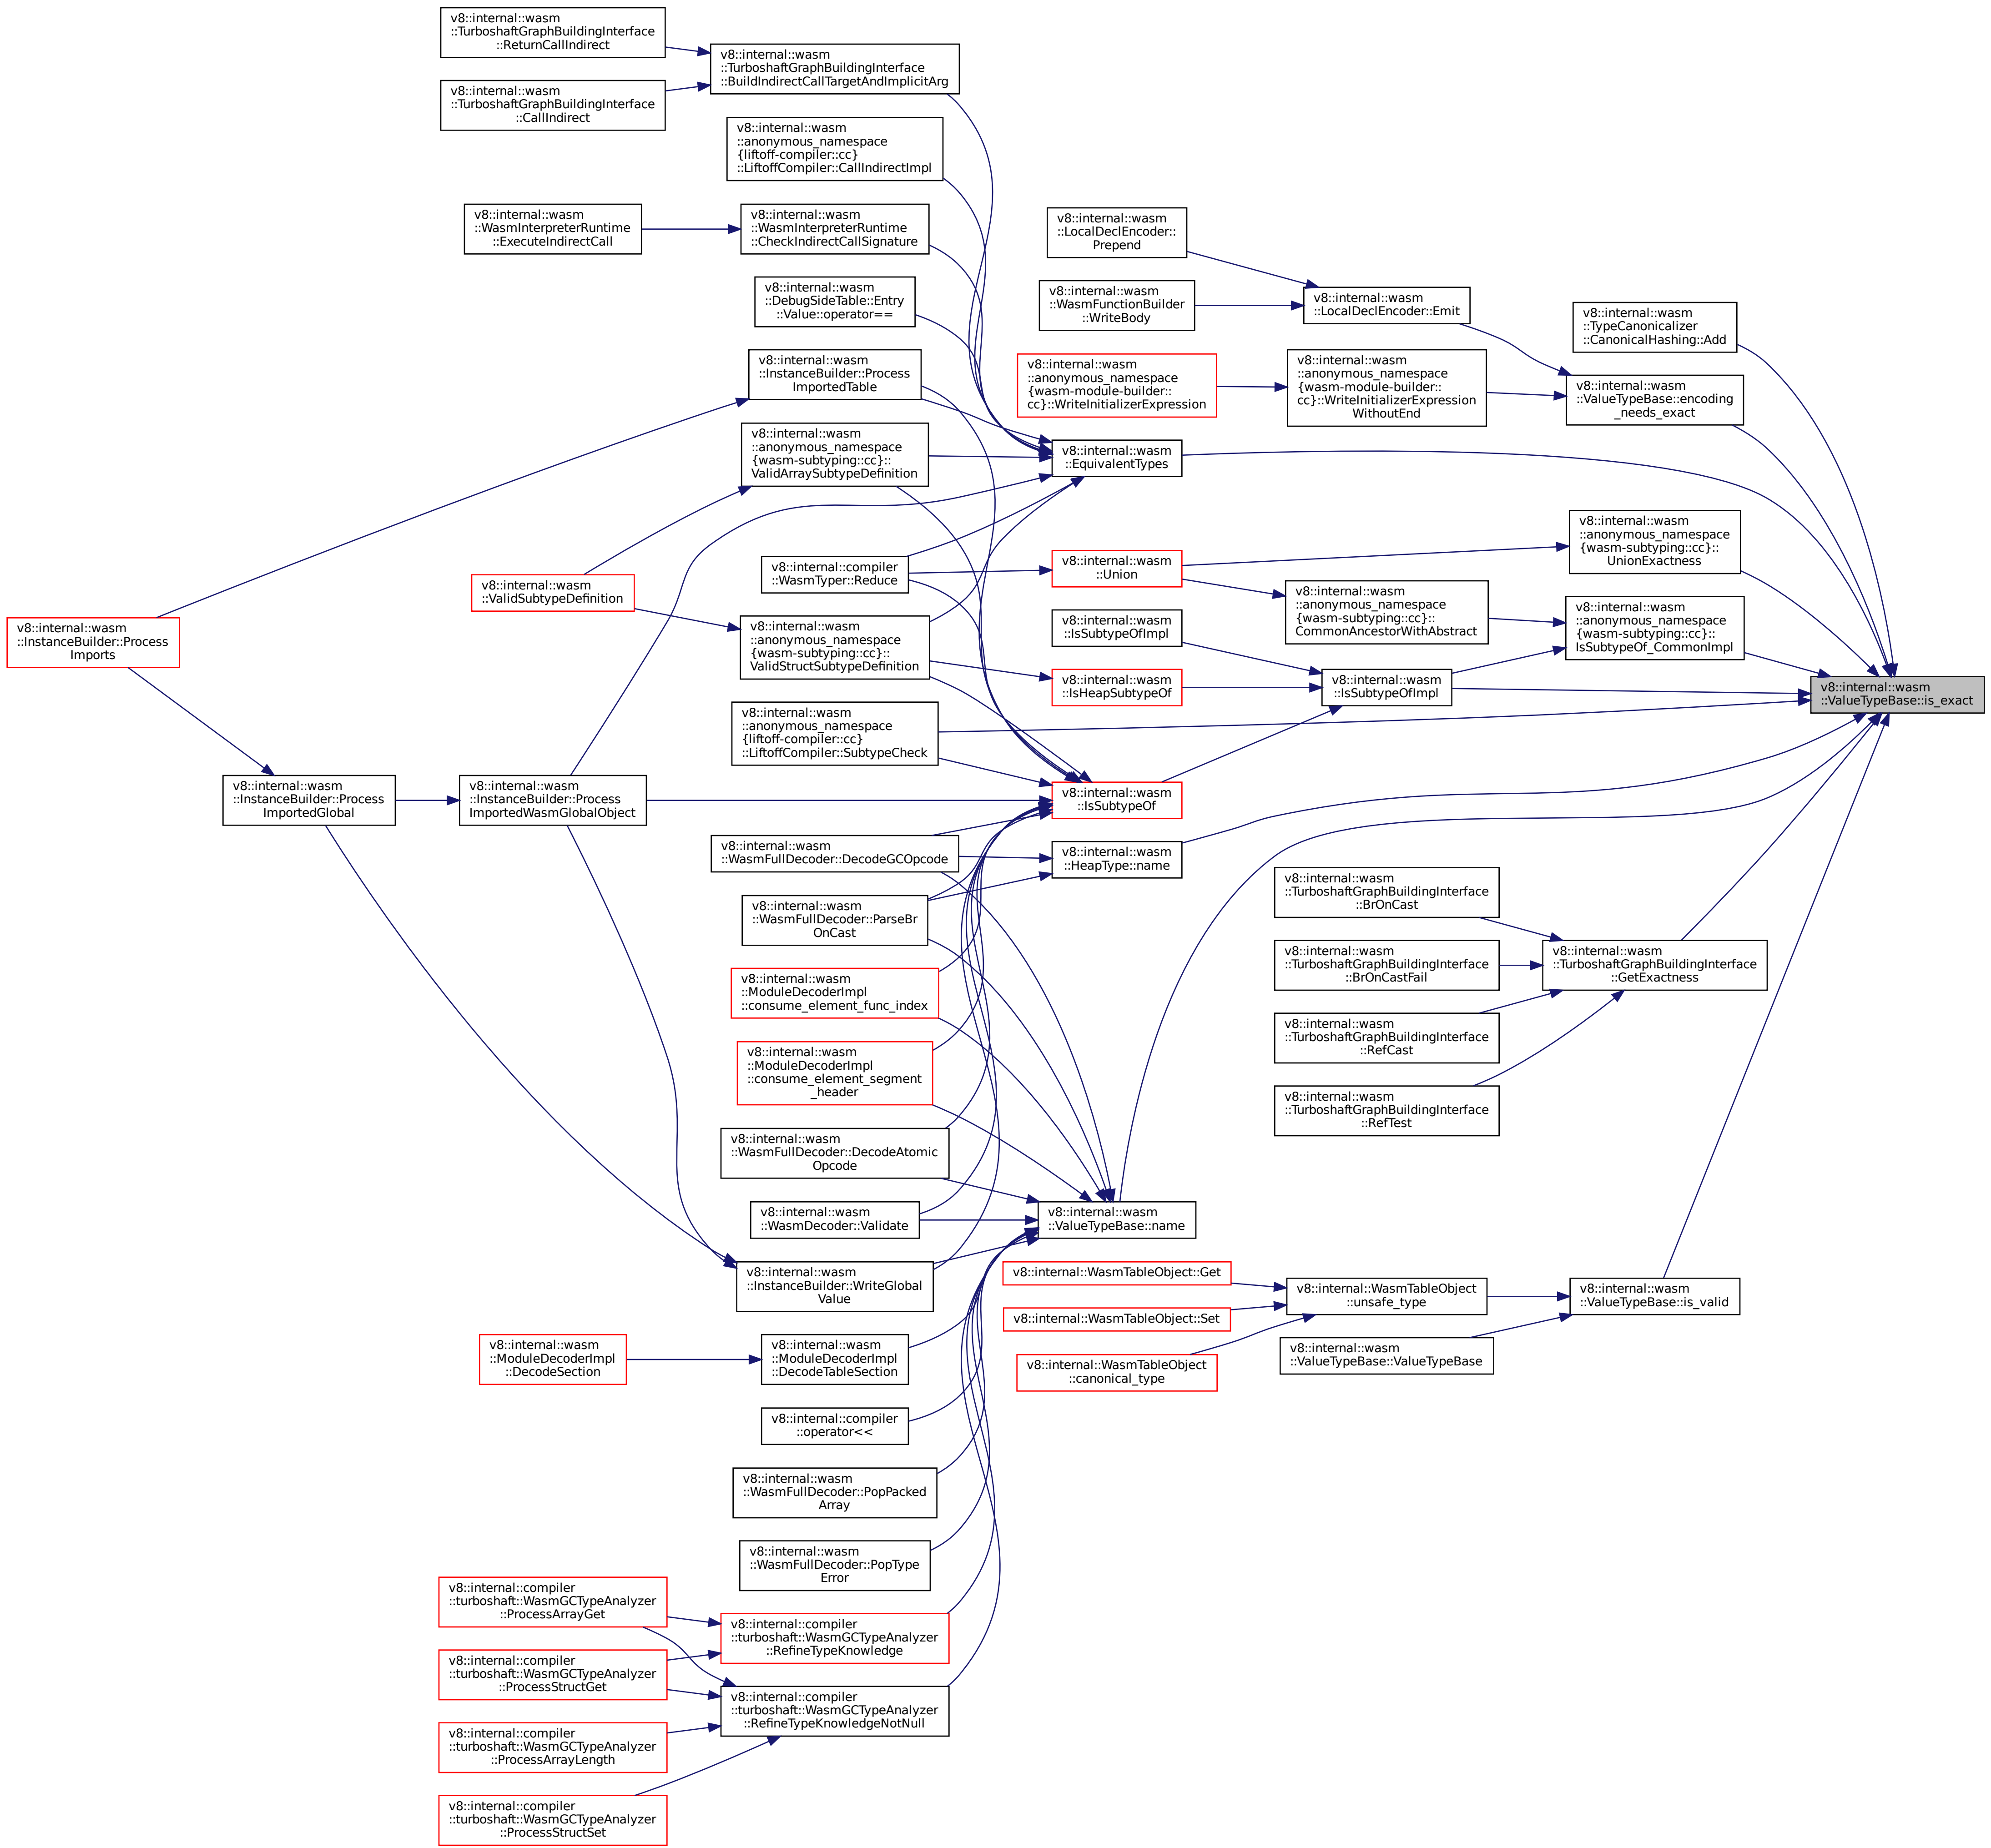 v8::internal::wasm
::TurboshaftGraphBuildingInterface
::ReturnCallIndirect
v8::internal::wasm
::TurboshaftGraphBuildingInterface
::BuildIndirectCallTargetAndImplicitArg
v8::internal::wasm
::TurboshaftGraphBuildingInterface
::CallIndirect
v8::internal::wasm
::anonymous_namespace
{liftoff-compiler::cc}
::LiftoffCompiler::CallIndirectImpl
v8::internal::wasm
::WasmInterpreterRuntime
::ExecuteIndirectCall
v8::internal::wasm
::WasmInterpreterRuntime
::CheckIndirectCallSignature
v8::internal::wasm
::LocalDeclEncoder::
Prepend
v8::internal::wasm
::DebugSideTable::Entry
::Value::operator==
v8::internal::wasm
::WasmFunctionBuilder
::WriteBody
v8::internal::wasm
::LocalDeclEncoder::Emit
v8::internal::wasm
::TypeCanonicalizer
::CanonicalHashing::Add
v8::internal::wasm
::InstanceBuilder::Process
ImportedTable
v8::internal::wasm
::anonymous_namespace
{wasm-module-builder::
cc}::WriteInitializerExpression
v8::internal::wasm
::anonymous_namespace
{wasm-module-builder::
cc}::WriteInitializerExpression
WithoutEnd
v8::internal::wasm
::ValueTypeBase::encoding
_needs_exact
v8::internal::wasm
::anonymous_namespace
{wasm-subtyping::cc}::
ValidArraySubtypeDefinition
v8::internal::wasm
::EquivalentTypes
v8::internal::wasm
::anonymous_namespace
{wasm-subtyping::cc}::
UnionExactness
v8::internal::wasm
::ValidSubtypeDefinition
v8::internal::compiler
::WasmTyper::Reduce
v8::internal::wasm
::Union
v8::internal::wasm
::anonymous_namespace
{wasm-subtyping::cc}::
CommonAncestorWithAbstract
v8::internal::wasm
::InstanceBuilder::Process
Imports
v8::internal::wasm
::anonymous_namespace
{wasm-subtyping::cc}::
ValidStructSubtypeDefinition
v8::internal::wasm
::IsSubtypeOfImpl
v8::internal::wasm
::anonymous_namespace
{wasm-subtyping::cc}::
IsSubtypeOf_CommonImpl
v8::internal::wasm
::IsHeapSubtypeOf
v8::internal::wasm
::IsSubtypeOfImpl
v8::internal::wasm
::ValueTypeBase::is_exact
v8::internal::wasm
::anonymous_namespace
{liftoff-compiler::cc}
::LiftoffCompiler::SubtypeCheck
v8::internal::wasm
::InstanceBuilder::Process
ImportedGlobal
v8::internal::wasm
::InstanceBuilder::Process
ImportedWasmGlobalObject
v8::internal::wasm
::IsSubtypeOf
v8::internal::wasm
::WasmFullDecoder::DecodeGCOpcode
v8::internal::wasm
::HeapType::name
v8::internal::wasm
::WasmFullDecoder::ParseBr
OnCast
v8::internal::wasm
::TurboshaftGraphBuildingInterface
::BrOnCast
v8::internal::wasm
::TurboshaftGraphBuildingInterface
::BrOnCastFail
v8::internal::wasm
::TurboshaftGraphBuildingInterface
::GetExactness
v8::internal::wasm
::ModuleDecoderImpl
::consume_element_func_index
v8::internal::wasm
::TurboshaftGraphBuildingInterface
::RefCast
v8::internal::wasm
::ModuleDecoderImpl
::consume_element_segment
_header
v8::internal::wasm
::TurboshaftGraphBuildingInterface
::RefTest
v8::internal::wasm
::WasmFullDecoder::DecodeAtomic
Opcode
v8::internal::wasm
::WasmDecoder::Validate
v8::internal::wasm
::ValueTypeBase::name
v8::internal::wasm
::InstanceBuilder::WriteGlobal
Value
v8::internal::WasmTableObject::Get
v8::internal::WasmTableObject
::unsafe_type
v8::internal::wasm
::ValueTypeBase::is_valid
v8::internal::WasmTableObject::Set
v8::internal::wasm
::ModuleDecoderImpl
::DecodeSection
v8::internal::wasm
::ModuleDecoderImpl
::DecodeTableSection
v8::internal::WasmTableObject
::canonical_type
v8::internal::wasm
::ValueTypeBase::ValueTypeBase
v8::internal::compiler
::operator<<
v8::internal::wasm
::WasmFullDecoder::PopPacked
Array
v8::internal::wasm
::WasmFullDecoder::PopType
Error
v8::internal::compiler
::turboshaft::WasmGCTypeAnalyzer
::ProcessArrayGet
v8::internal::compiler
::turboshaft::WasmGCTypeAnalyzer
::RefineTypeKnowledge
v8::internal::compiler
::turboshaft::WasmGCTypeAnalyzer
::ProcessStructGet
v8::internal::compiler
::turboshaft::WasmGCTypeAnalyzer
::RefineTypeKnowledgeNotNull
v8::internal::compiler
::turboshaft::WasmGCTypeAnalyzer
::ProcessArrayLength
v8::internal::compiler
::turboshaft::WasmGCTypeAnalyzer
::ProcessStructSet